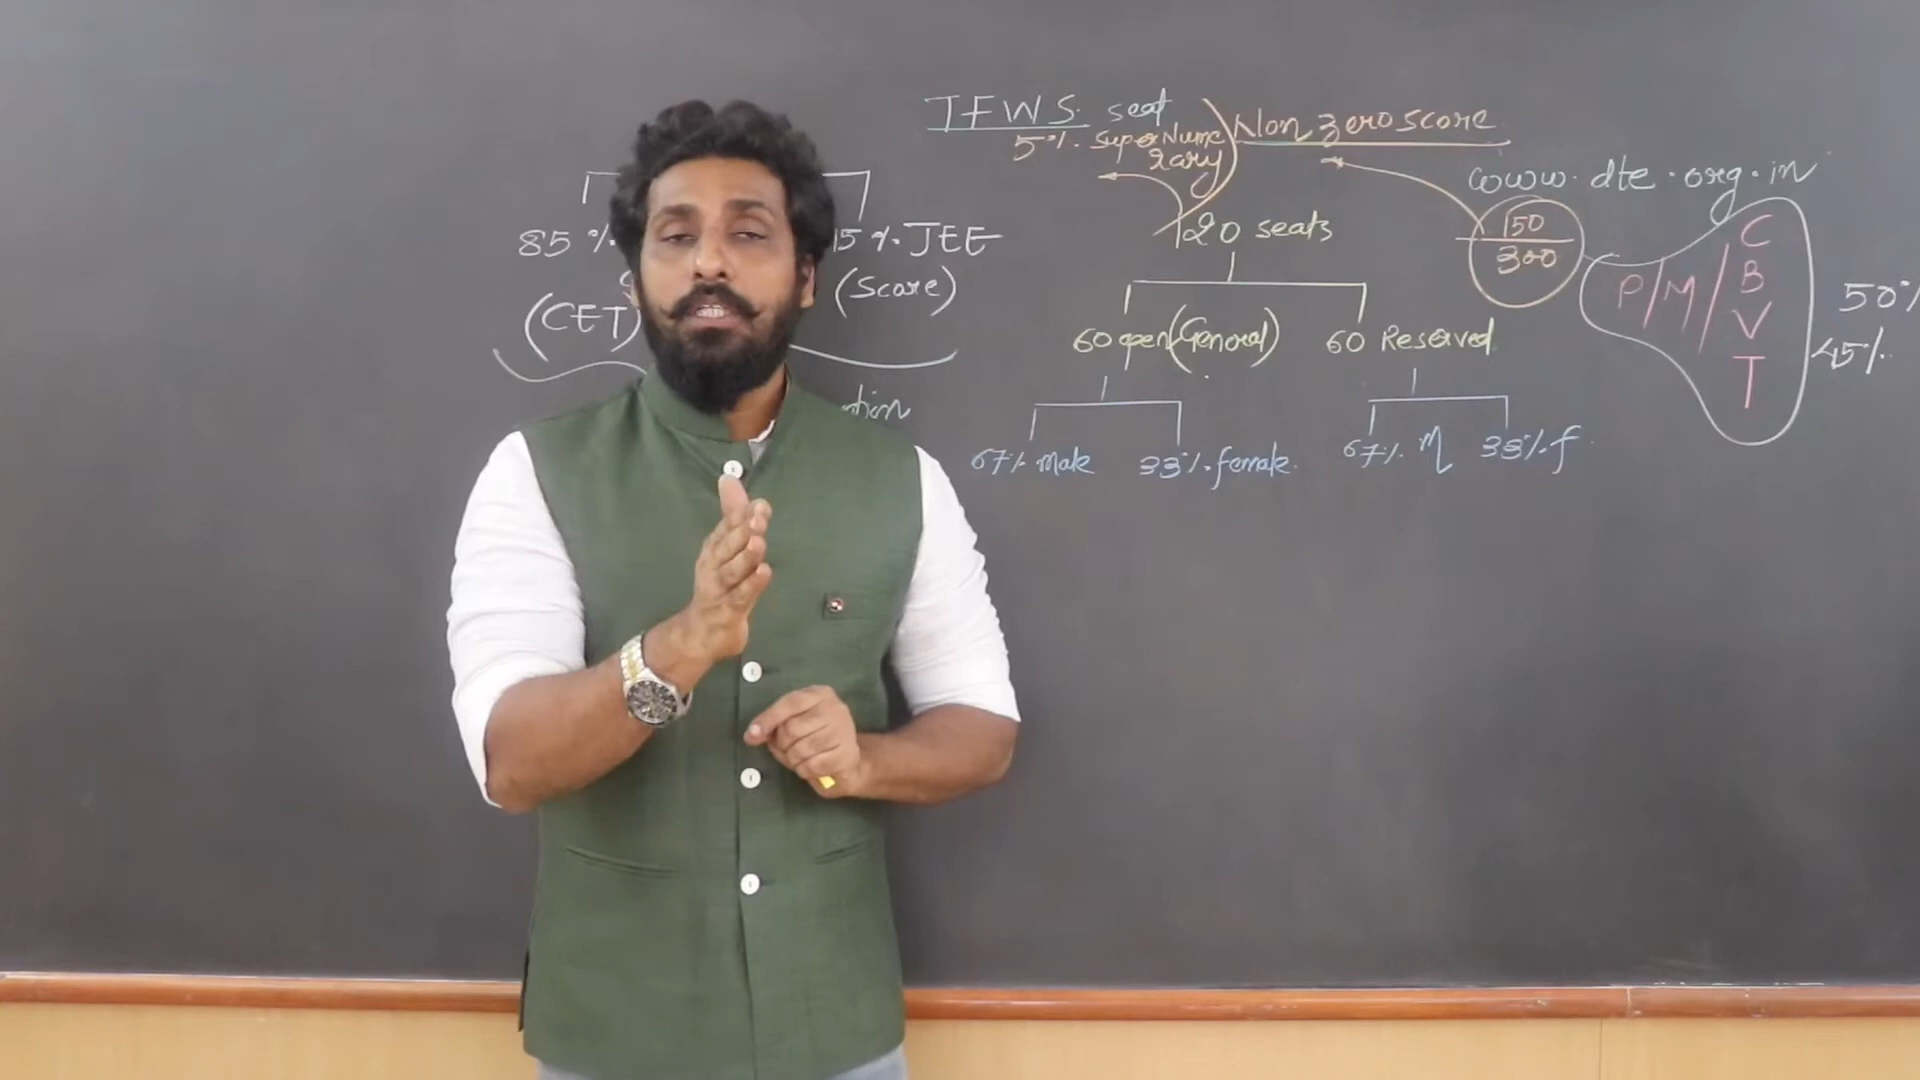 TFWS. seat
5% SuperNume
rary
Non zero score
www.dte.org.in
85%
15%. JEE
(Score)
(CET)
120 seats
150
300
C
P/M/B
V
T
50%
45%.
60 open (General)
60 Reserved
67% Male
33%. female.
67% M
33%.f